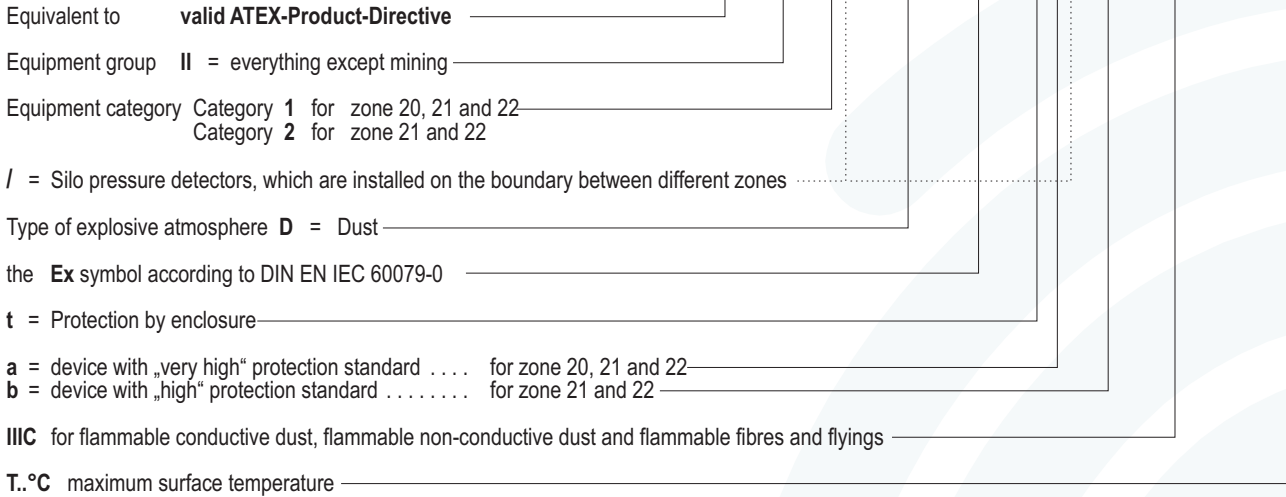 Equivalent to valid ATEX-Product-Directive
Equipment group II = everything except mining
Equipment category Category 1 for zone 20, 21 and 22
Category 2 for zone 21 and 22
/ = Silo pressure detectors, which are installed on the boundary between different zones
Type of explosive atmosphere D = Dust
the Ex symbol according to DIN EN IEC 60079-0
t = Protection by enclosure
a = device with „very high“ protection standard . . . . for zone 20, 21 and 22
b = device with „high“ protection standard . . . . . . . . for zone 21 and 22
IIIC for flammable conductive dust, flammable non-conductive dust and flammable fibres and flyings
T..°C maximum surface temperature